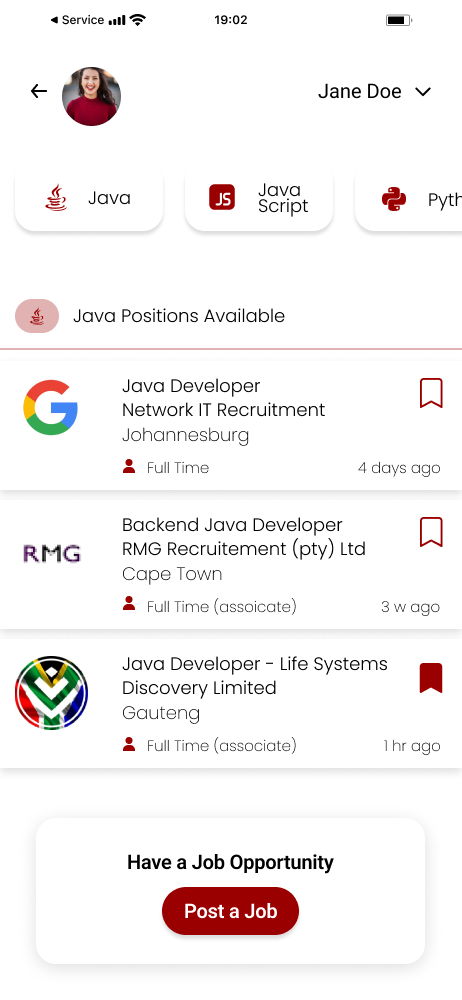 Service 19:02
Jane Doe
Java
JS
Java
Script
Pyth
Java Positions Available
Java Developer
Network IT Recruitment
Johannesburg
Full Time 4 days ago
Backend Java Developer
RMG
RMG Recruitement (pty) Ltd
Cape Town
Full Time (assoicate) 3 w ago
Java Developer - Life Systems
Discovery Limited
Gauteng
Full Time (associate) 1 hr ago
Have a Job Opportunity
Post a Job